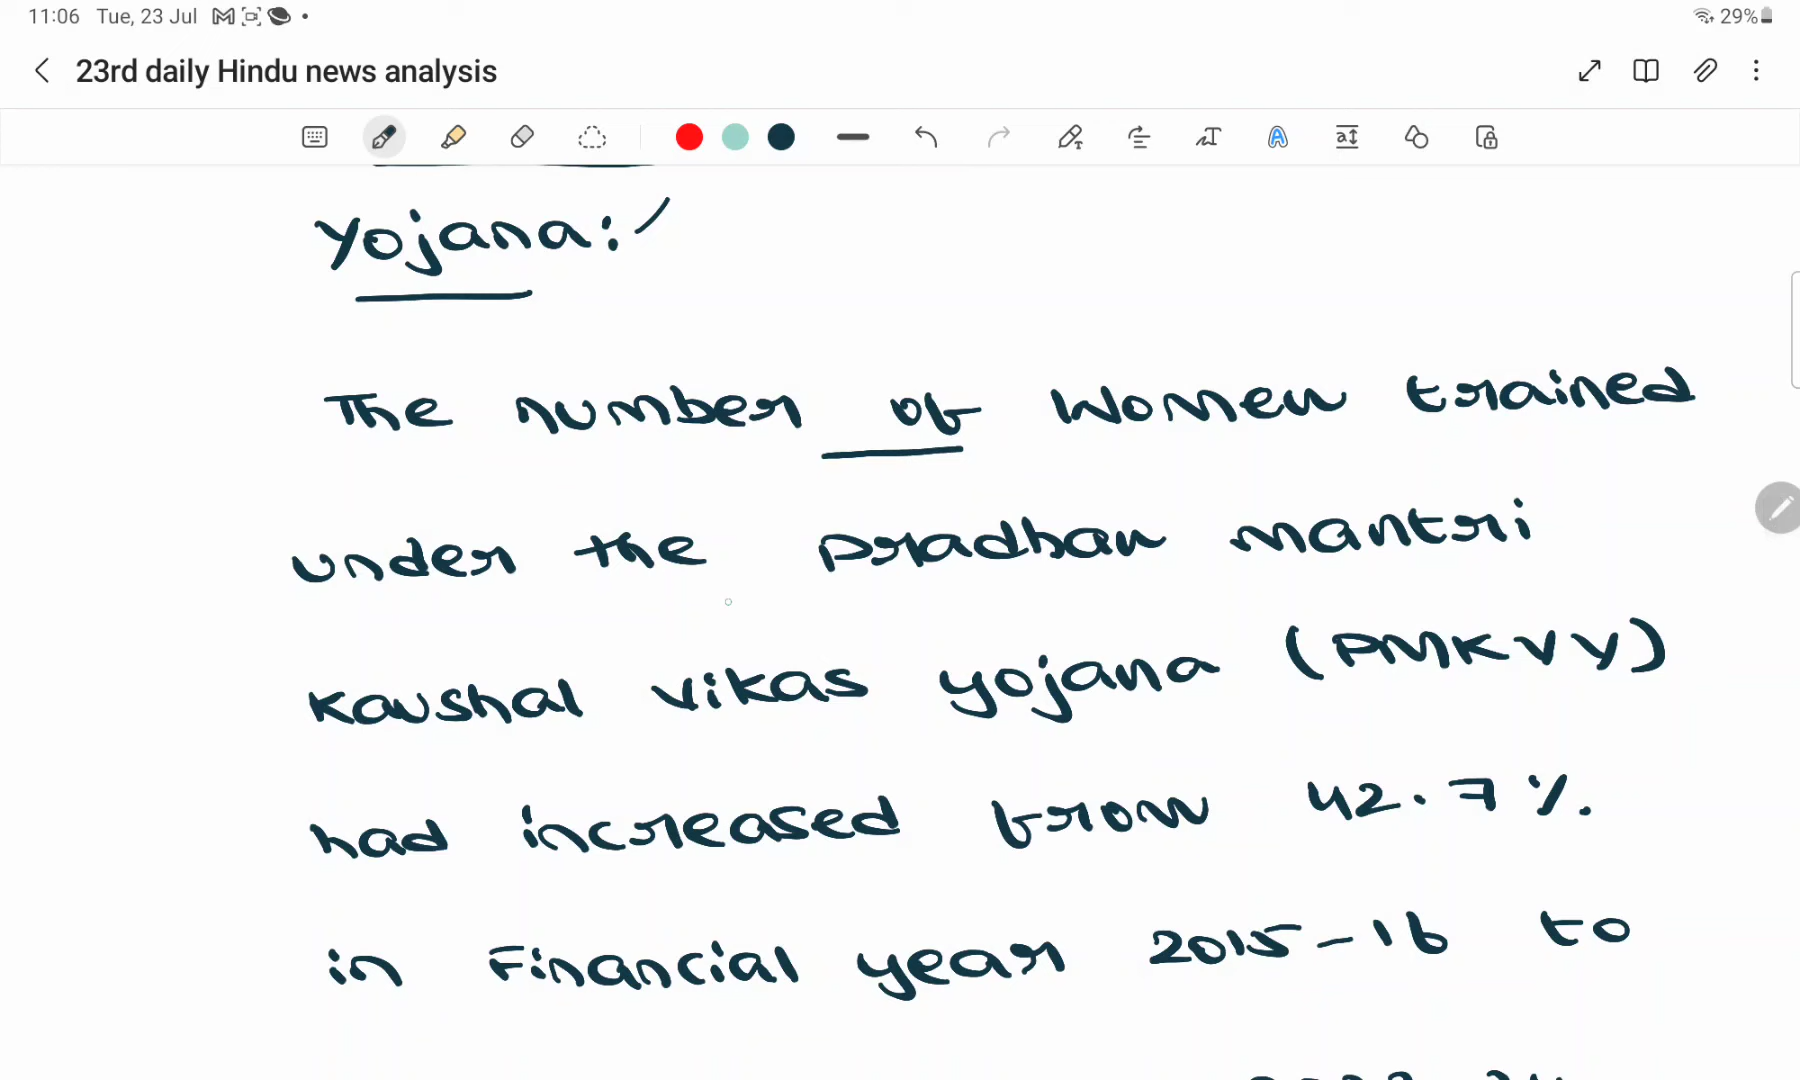 11:06 Tue, 23 Jul 29%
23rd daily Hindu news analysis
Yojana:
The number of women trained
under the Pradhan mantri
Kaushal vikas yojana (PMKVY)
had increased from 42.7%.
in Financial year 2015-16 to